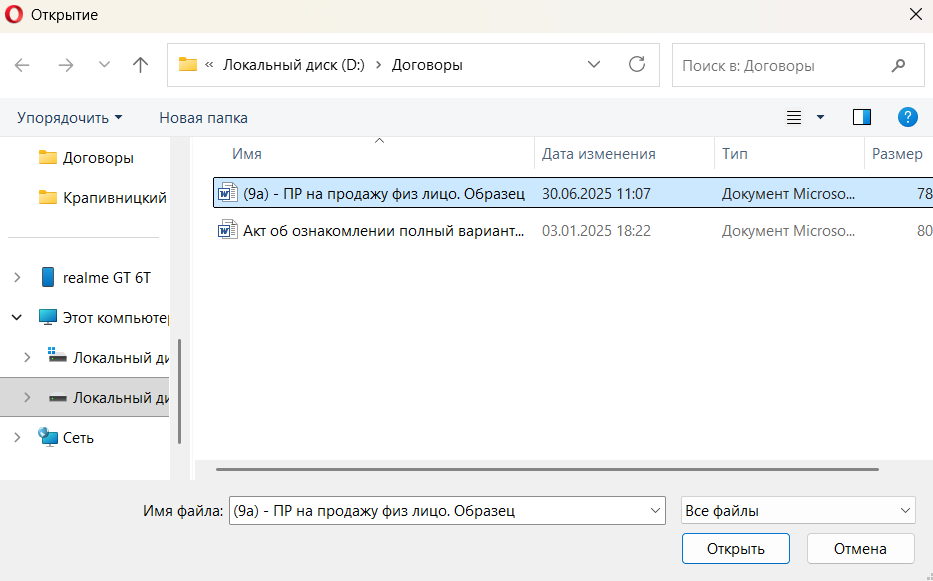 Открытие
« Локальный диск (D:) › Договоры
Поиск в: Договоры
Упорядочить
Новая папка
?
Договоры
Крапивницкий
realme GT 6T
Этот компьютер
Локальный ди
Локальный ди
Сеть
Имя Дата изменения Тип Размер
(9а) - ПР на продажу физ лицо. Образец 30.06.2025 11:07 Документ Microso... 78
Акт об ознакомлении полный вариант... 03.01.2025 18:22 Документ Microso... 80
Имя файла: (9а) - ПР на продажу физ лицо. Образец Все файлы
Открыть Отмена